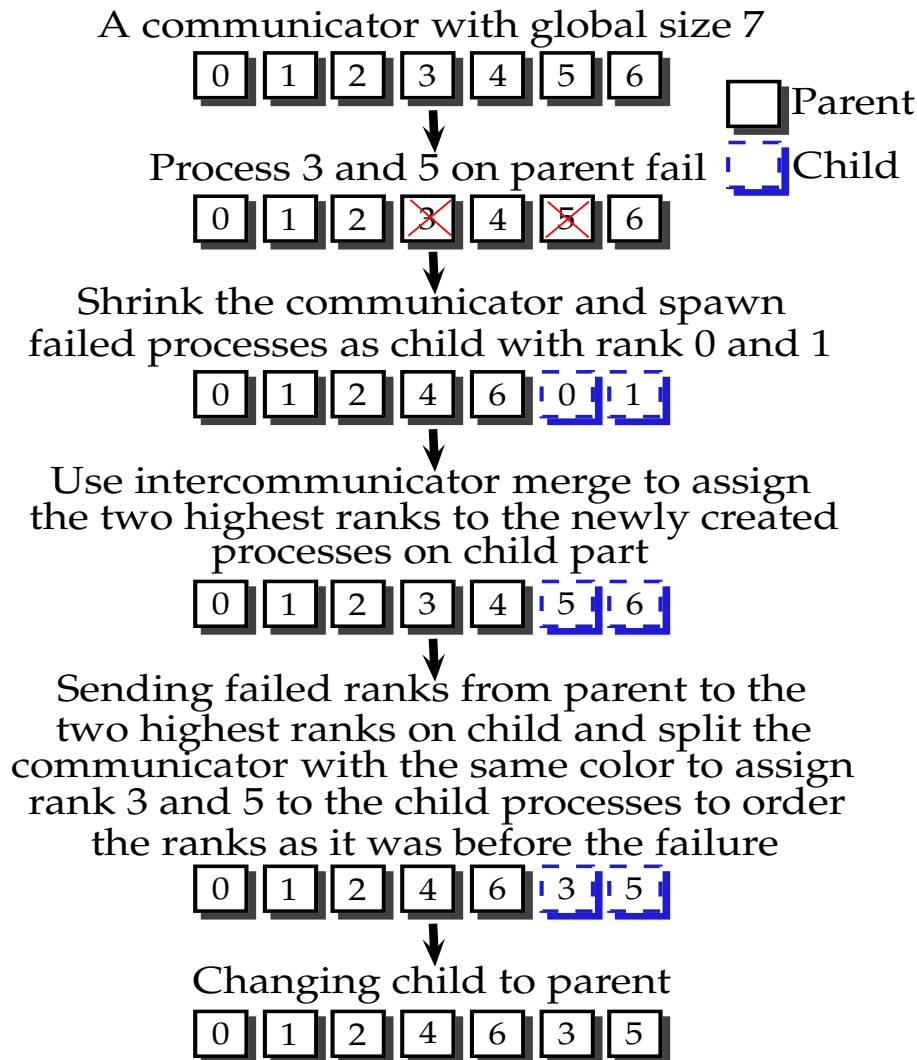 A communicator with global size 7
0 1 2 3 4 5 6
Parent
Child
Process 3 and 5 on parent fail
0 1 2 3 4 5 6
Shrink the communicator and spawn
failed processes as child with rank 0 and 1
0 1 2 4 6 0 1
Use intercommunicator merge to assign
the two highest ranks to the newly created
processes on child part
0 1 2 3 4 5 6
Sending failed ranks from parent to the
two highest ranks on child and split the
communicator with the same color to assign
rank 3 and 5 to the child processes to order
the ranks as it was before the failure
0 1 2 4 6 3 5
Changing child to parent
0 1 2 4 6 3 5